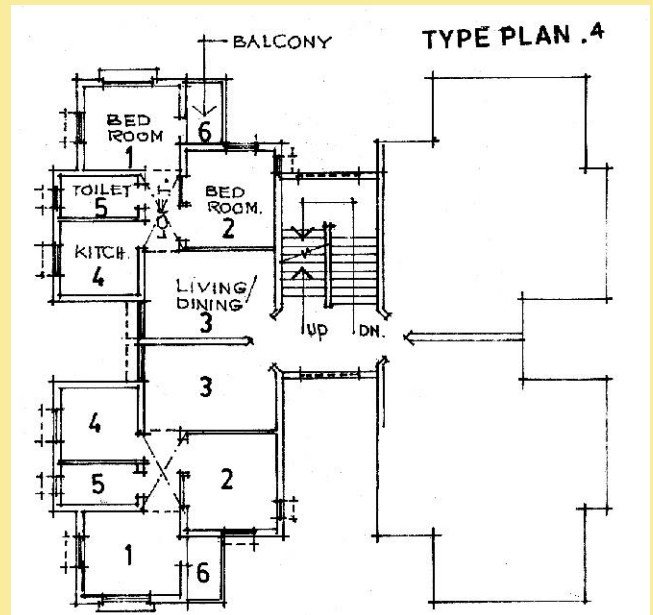 BALCONY
TYPE PLAN .4
BED
ROOM
1
6
TOILET
5
BED
ROOM.
2
KITCH.
4
LIVING/
DINING
3
UP
DN.
3
4
2
5
1
6